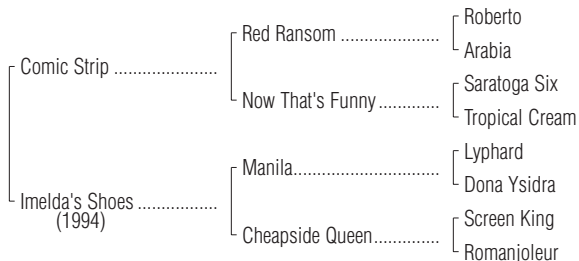 Roberto
Red Ransom ....................
Arabia
Comic Strip .....................
Saratoga Six
Now That's Funny .............
Tropical Cream
Lyphard
Manila...............................
Dona Ysidra
Imelda's Shoes ................
(1994)
Screen King
Cheapside Queen..............
Romanjoleur